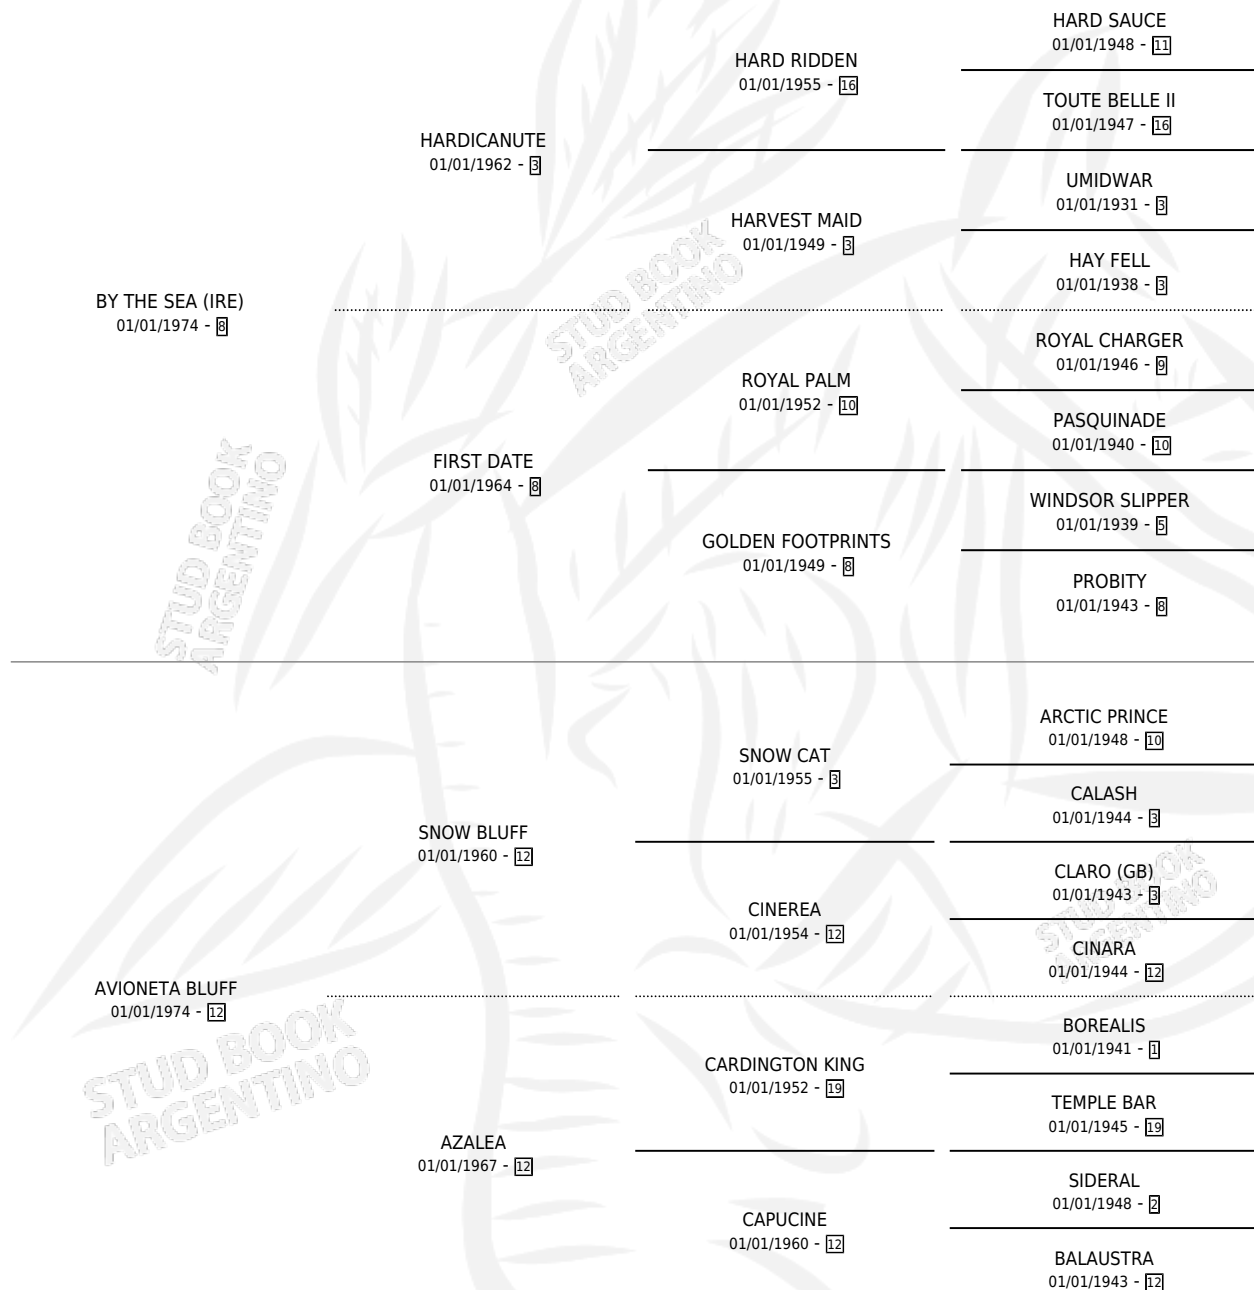 HARD SAUCE
01/01/1948 - 11
HARD RIDDEN
01/01/1955 - 16
TOUTE BELLE II
01/01/1947 - 16
HARDICANUTE
01/01/1962 - 3
UMIDWAR
01/01/1931 - 3
HARVEST MAID
01/01/1949 - 3
HAY FELL
01/01/1938 - 3
BY THE SEA (IRE)
01/01/1974 - 8
ROYAL CHARGER
01/01/1946 - 9
ROYAL PALM
01/01/1952 - 10
PASQUINADE
01/01/1940 - 10
FIRST DATE
01/01/1964 - 8
WINDSOR SLIPPER
01/01/1939 - 5
GOLDEN FOOTPRINTS
01/01/1949 - 8
PROBITY
01/01/1943 - 8
ARCTIC PRINCE
01/01/1948 - 10
SNOW CAT
01/01/1955 - 3
CALASH
01/01/1944 - 3
SNOW BLUFF
01/01/1960 - 12
CLARO (GB)
01/01/1943 - 3
CINEREA
01/01/1954 - 12
CINARA
01/01/1944 - 12
AVIONETA BLUFF
01/01/1974 - 12
BOREALIS
01/01/1941 - 1
CARDINGTON KING
01/01/1952 - 19
TEMPLE BAR
01/01/1945 - 19
AZALEA
01/01/1967 - 12
SIDERAL
01/01/1948 - 2
CAPUCINE
01/01/1960 - 12
BALAUSTRA
01/01/1943 - 12
STUD BOOK
ARGENTINO
STUD BOOK
ARGENTINO
STUD BOOK
ARGENTINO
STUD BOOK
ARGENTINO